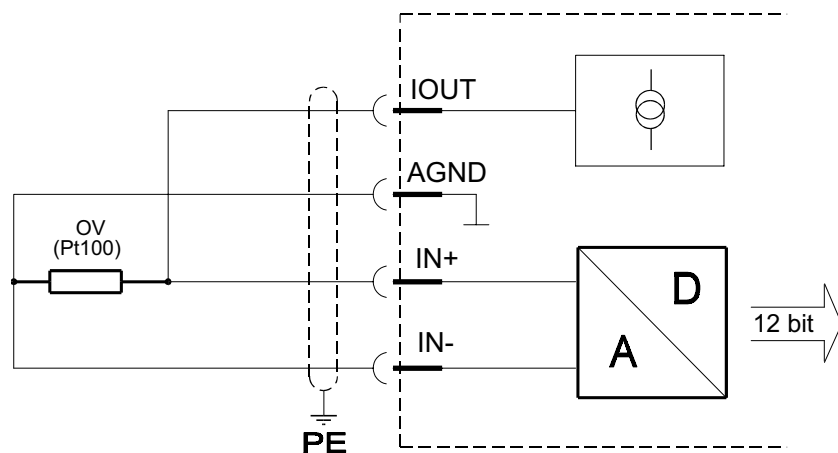 IOUT
AGND
OV
(Pt100)
IN+
D
12 bit
A
IN-
PE